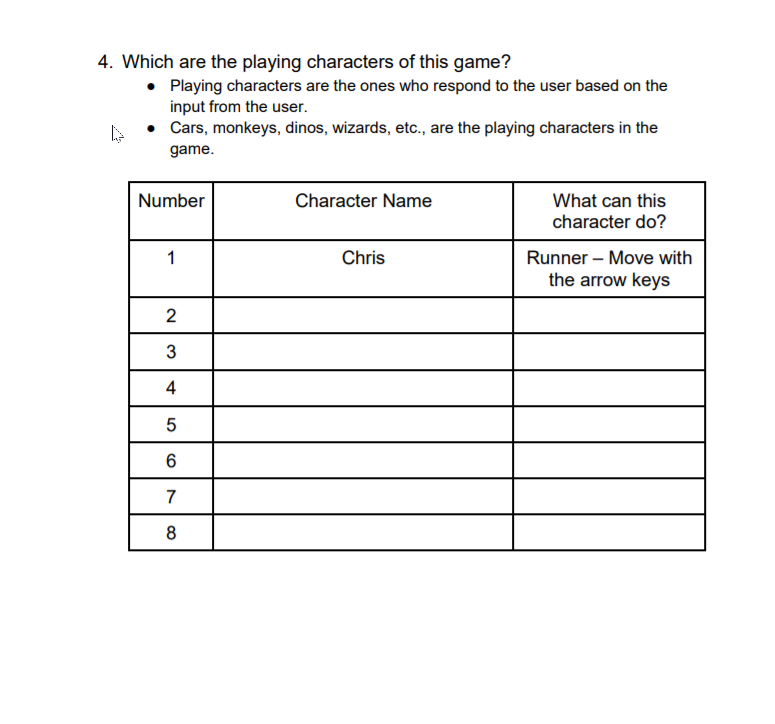 4. Which are the playing characters of this game?
● Playing characters are the ones who respond to the user based on the
input from the user.
● Cars, monkeys, dinos, wizards, etc., are the playing characters in the
game.
Number Character Name What can this
character do?
1 Chris Runner – Move with
the arrow keys
2
3
4
5
6
7
8